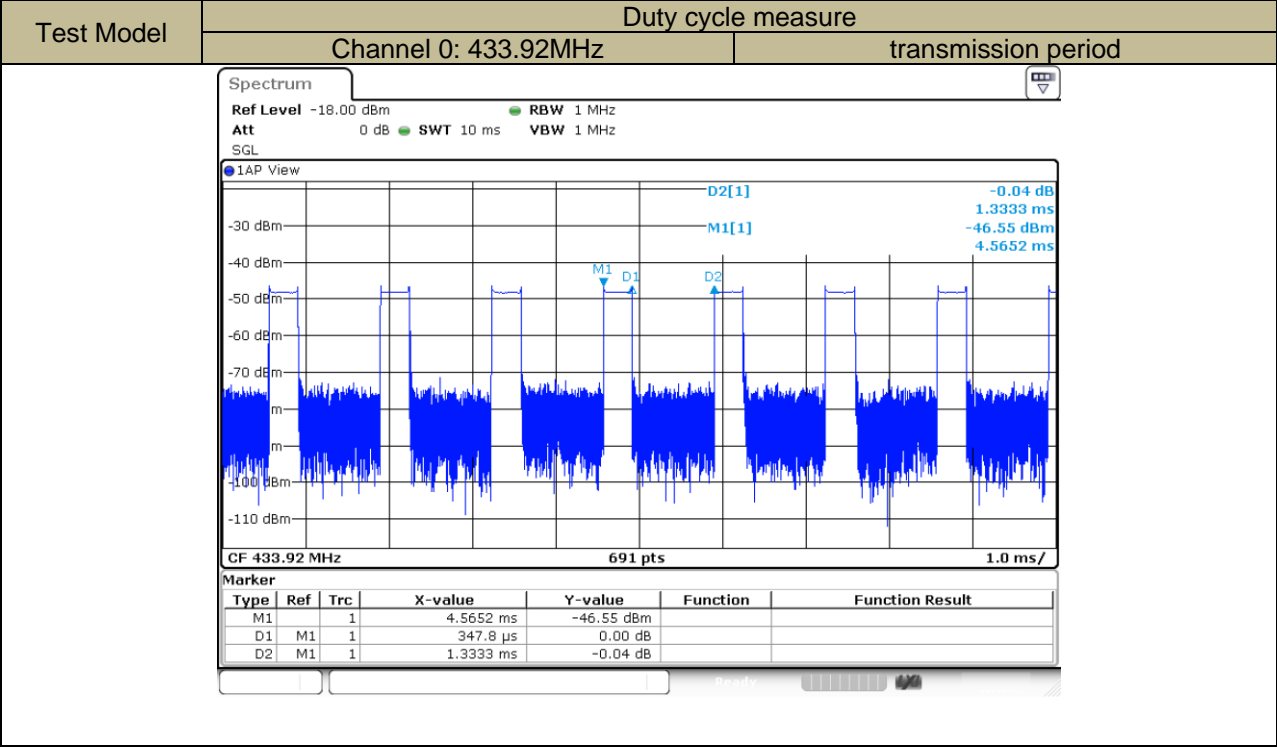 Test Model
Duty cycle measure
Channel 0: 433.92MHz transmission period
Spectrum
Ref Level -18.00 dBm RBW 1 MHz
Att 0 dB SWT 10 ms VBW 1 MHz
SGL
1AP View
D2[1] -0.04 dB
1.3333 ms
-30 dBm M1[1] -46.55 dBm
4.5652 ms
-40 dBm
M1 D1 D2
-50 dBm
-60 dBm
-70 dBm
m
m
-100 dBm
-110 dBm
CF 433.92 MHz 691 pts 1.0 ms/
Marker
Type Ref Trc X-value Y-value Function Function Result
M1 1 4.5652 ms -46.55 dBm
D1 M1 1 347.8 µs 0.00 dB
D2 M1 1 1.3333 ms -0.04 dB
Ready